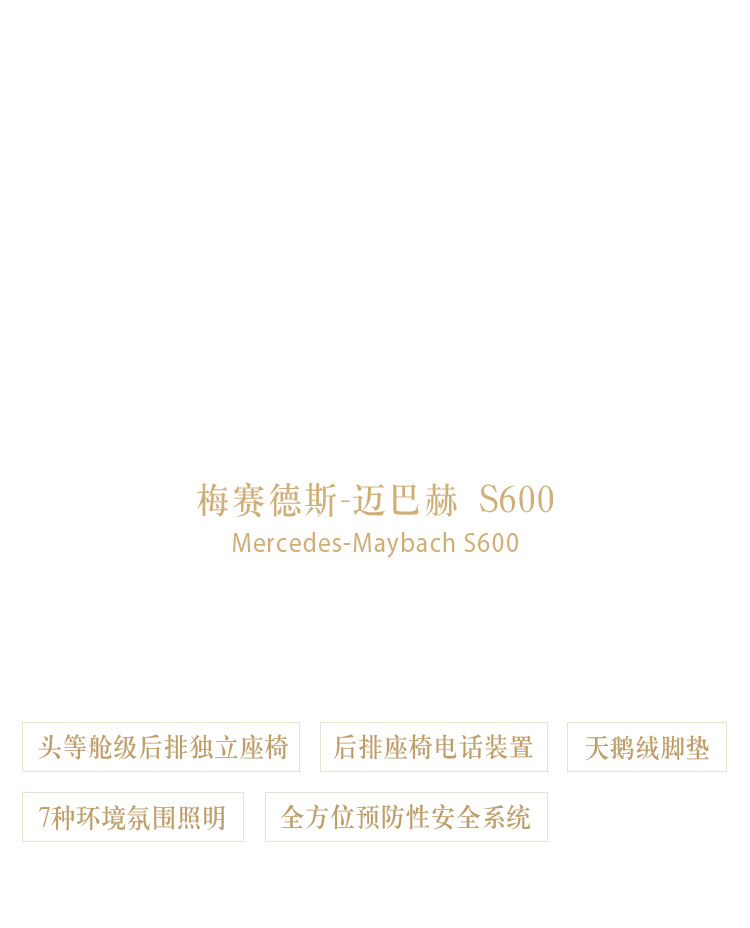 梅赛德斯-迈巴赫 S600
Mercedes-Maybach S600
头等舱级后排独立座椅
后排座椅电话装置
天鹅绒脚垫
7种环境氛围照明
全方位预防性安全系统